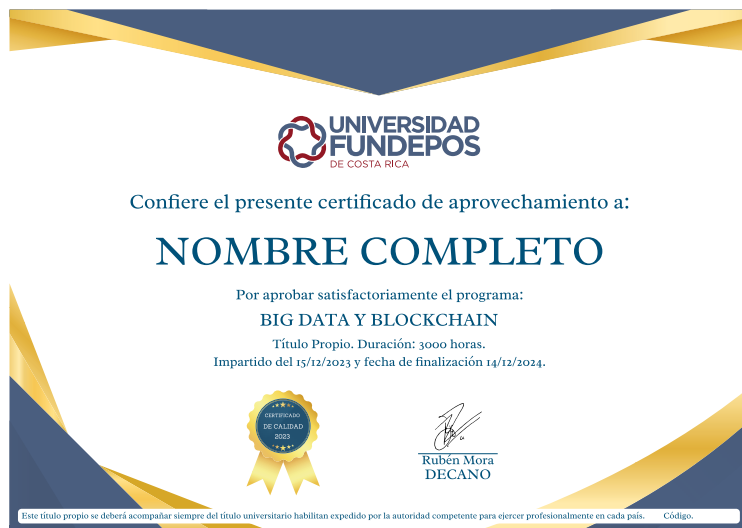 UNIVERSIDAD
FUNDEPOS
DE COSTA RICA
Confiere el presente certificado de aprovechamiento a:
NOMBRE COMPLETO
Por aprobar satisfactoriamente el programa:
BIG DATA Y BLOCKCHAIN
Título Propio. Duración: 3000 horas.
Impartido del 15/12/2023 y fecha de finalización 14/12/2024.
CERTIFICADO
DE CALIDAD
2023
Rubén Mora
DECANO
Este título propio se deberá acompañar siempre del título universitario habilitan expedido por la autoridad competente para ejercer profesionalmente en cada país. Código.